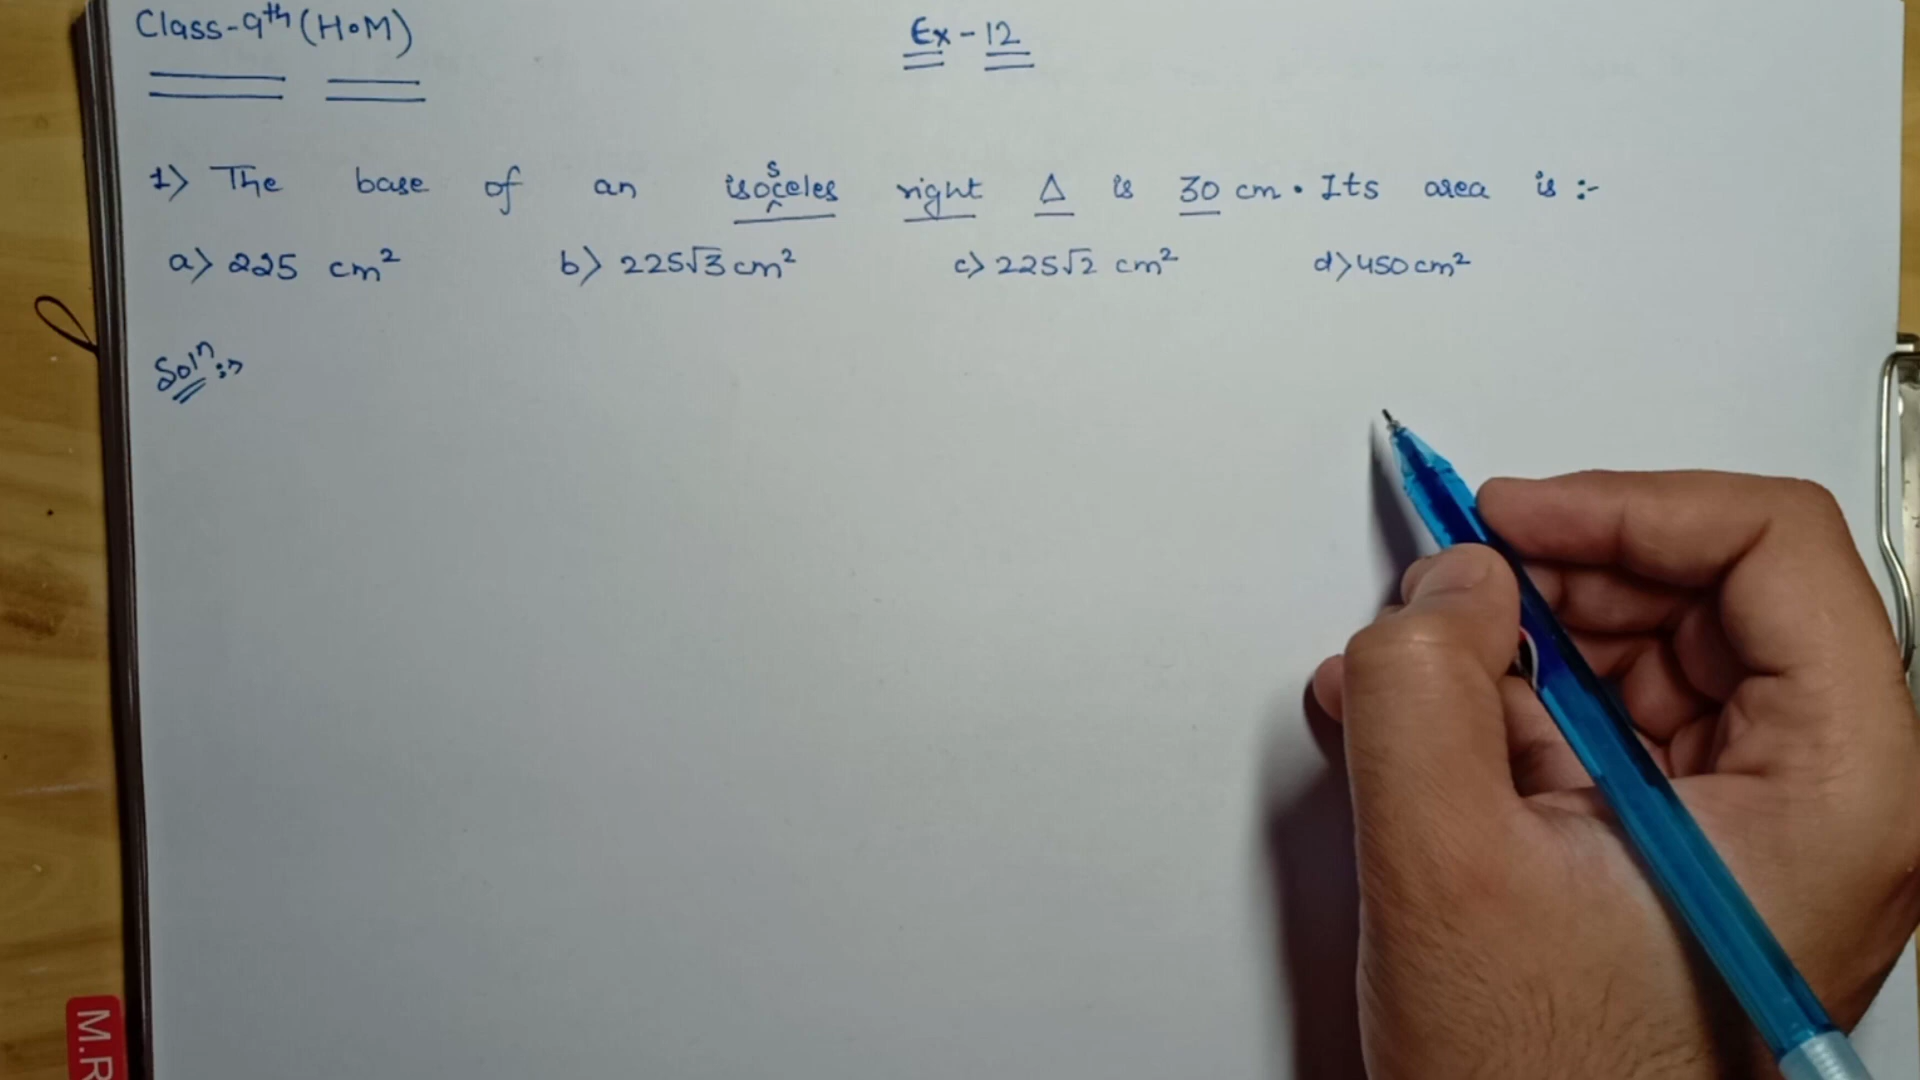 Class-9th (H.M)
Ex-12
1) The base of an isosceles right Δ is 30 cm. Its area is :-
a) 225 cm² b) 225√3 cm² c) 225√2 cm² d) 450 cm²
Solⁿ :→
M.R